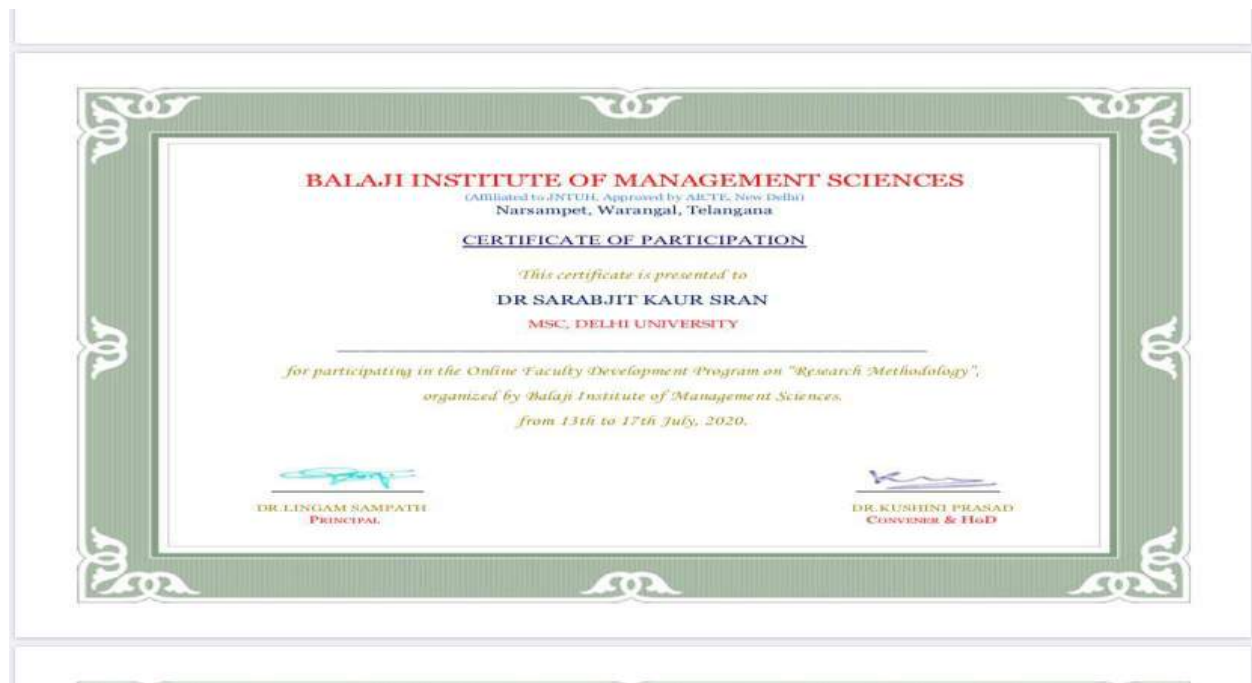 BALAJI INSTITUTE OF MANAGEMENT SCIENCES
(Affiliated to JNTUH, Approved by AICTE, New Delhi)
Narsampet, Warangal, Telangana
CERTIFICATE OF PARTICIPATION
This certificate is presented to
DR SARABJIT KAUR SRAN
MSC, DELHI UNIVERSITY
for participating in the Online Faculty Development Program on "Research Methodology",
organized by Balaji Institute of Management Sciences.
from 13th to 17th July, 2020.
DR.LINGAM SAMPATH
PRINCIPAL
DR.KUSHINI PRASAD
CONVENER & HoD